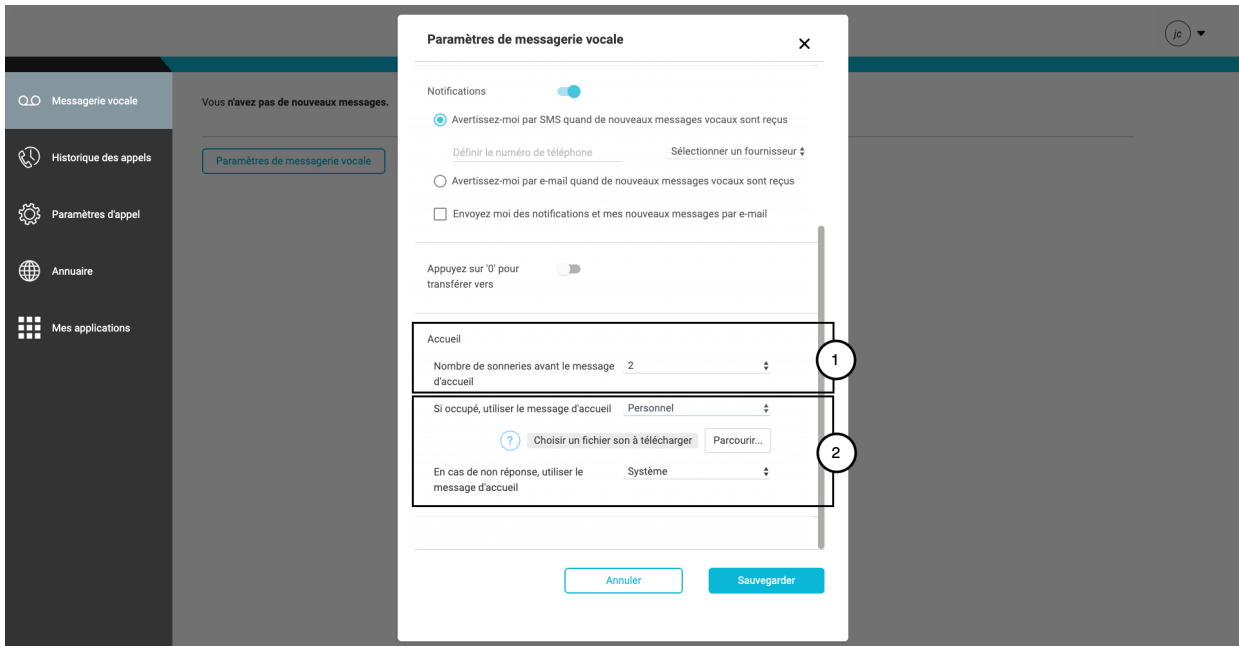 Paramètres de messagerie vocale
jc
Messagerie vocale
Vous n'avez pas de nouveaux messages.
Notifications
Avertissez-moi par SMS quand de nouveaux messages vocaux sont reçus
Historique des appels
Paramètres de messagerie vocale
Définir le numéro de téléphone
Sélectionner un fournisseur
Avertissez-moi par e-mail quand de nouveaux messages vocaux sont reçus
Paramètres d'appel
Envoyez moi des notifications et mes nouveaux messages par e-mail
Annuaire
Appuyez sur '0' pour
transférer vers
Mes applications
Accueil
Nombre de sonneries avant le message 2
d'accueil
1
Si occupé, utiliser le message d'accueil Personnel
? Choisir un fichier son à télécharger Parcourir...
2
En cas de non réponse, utiliser le Système
message d'accueil
Annuler
Sauvegarder